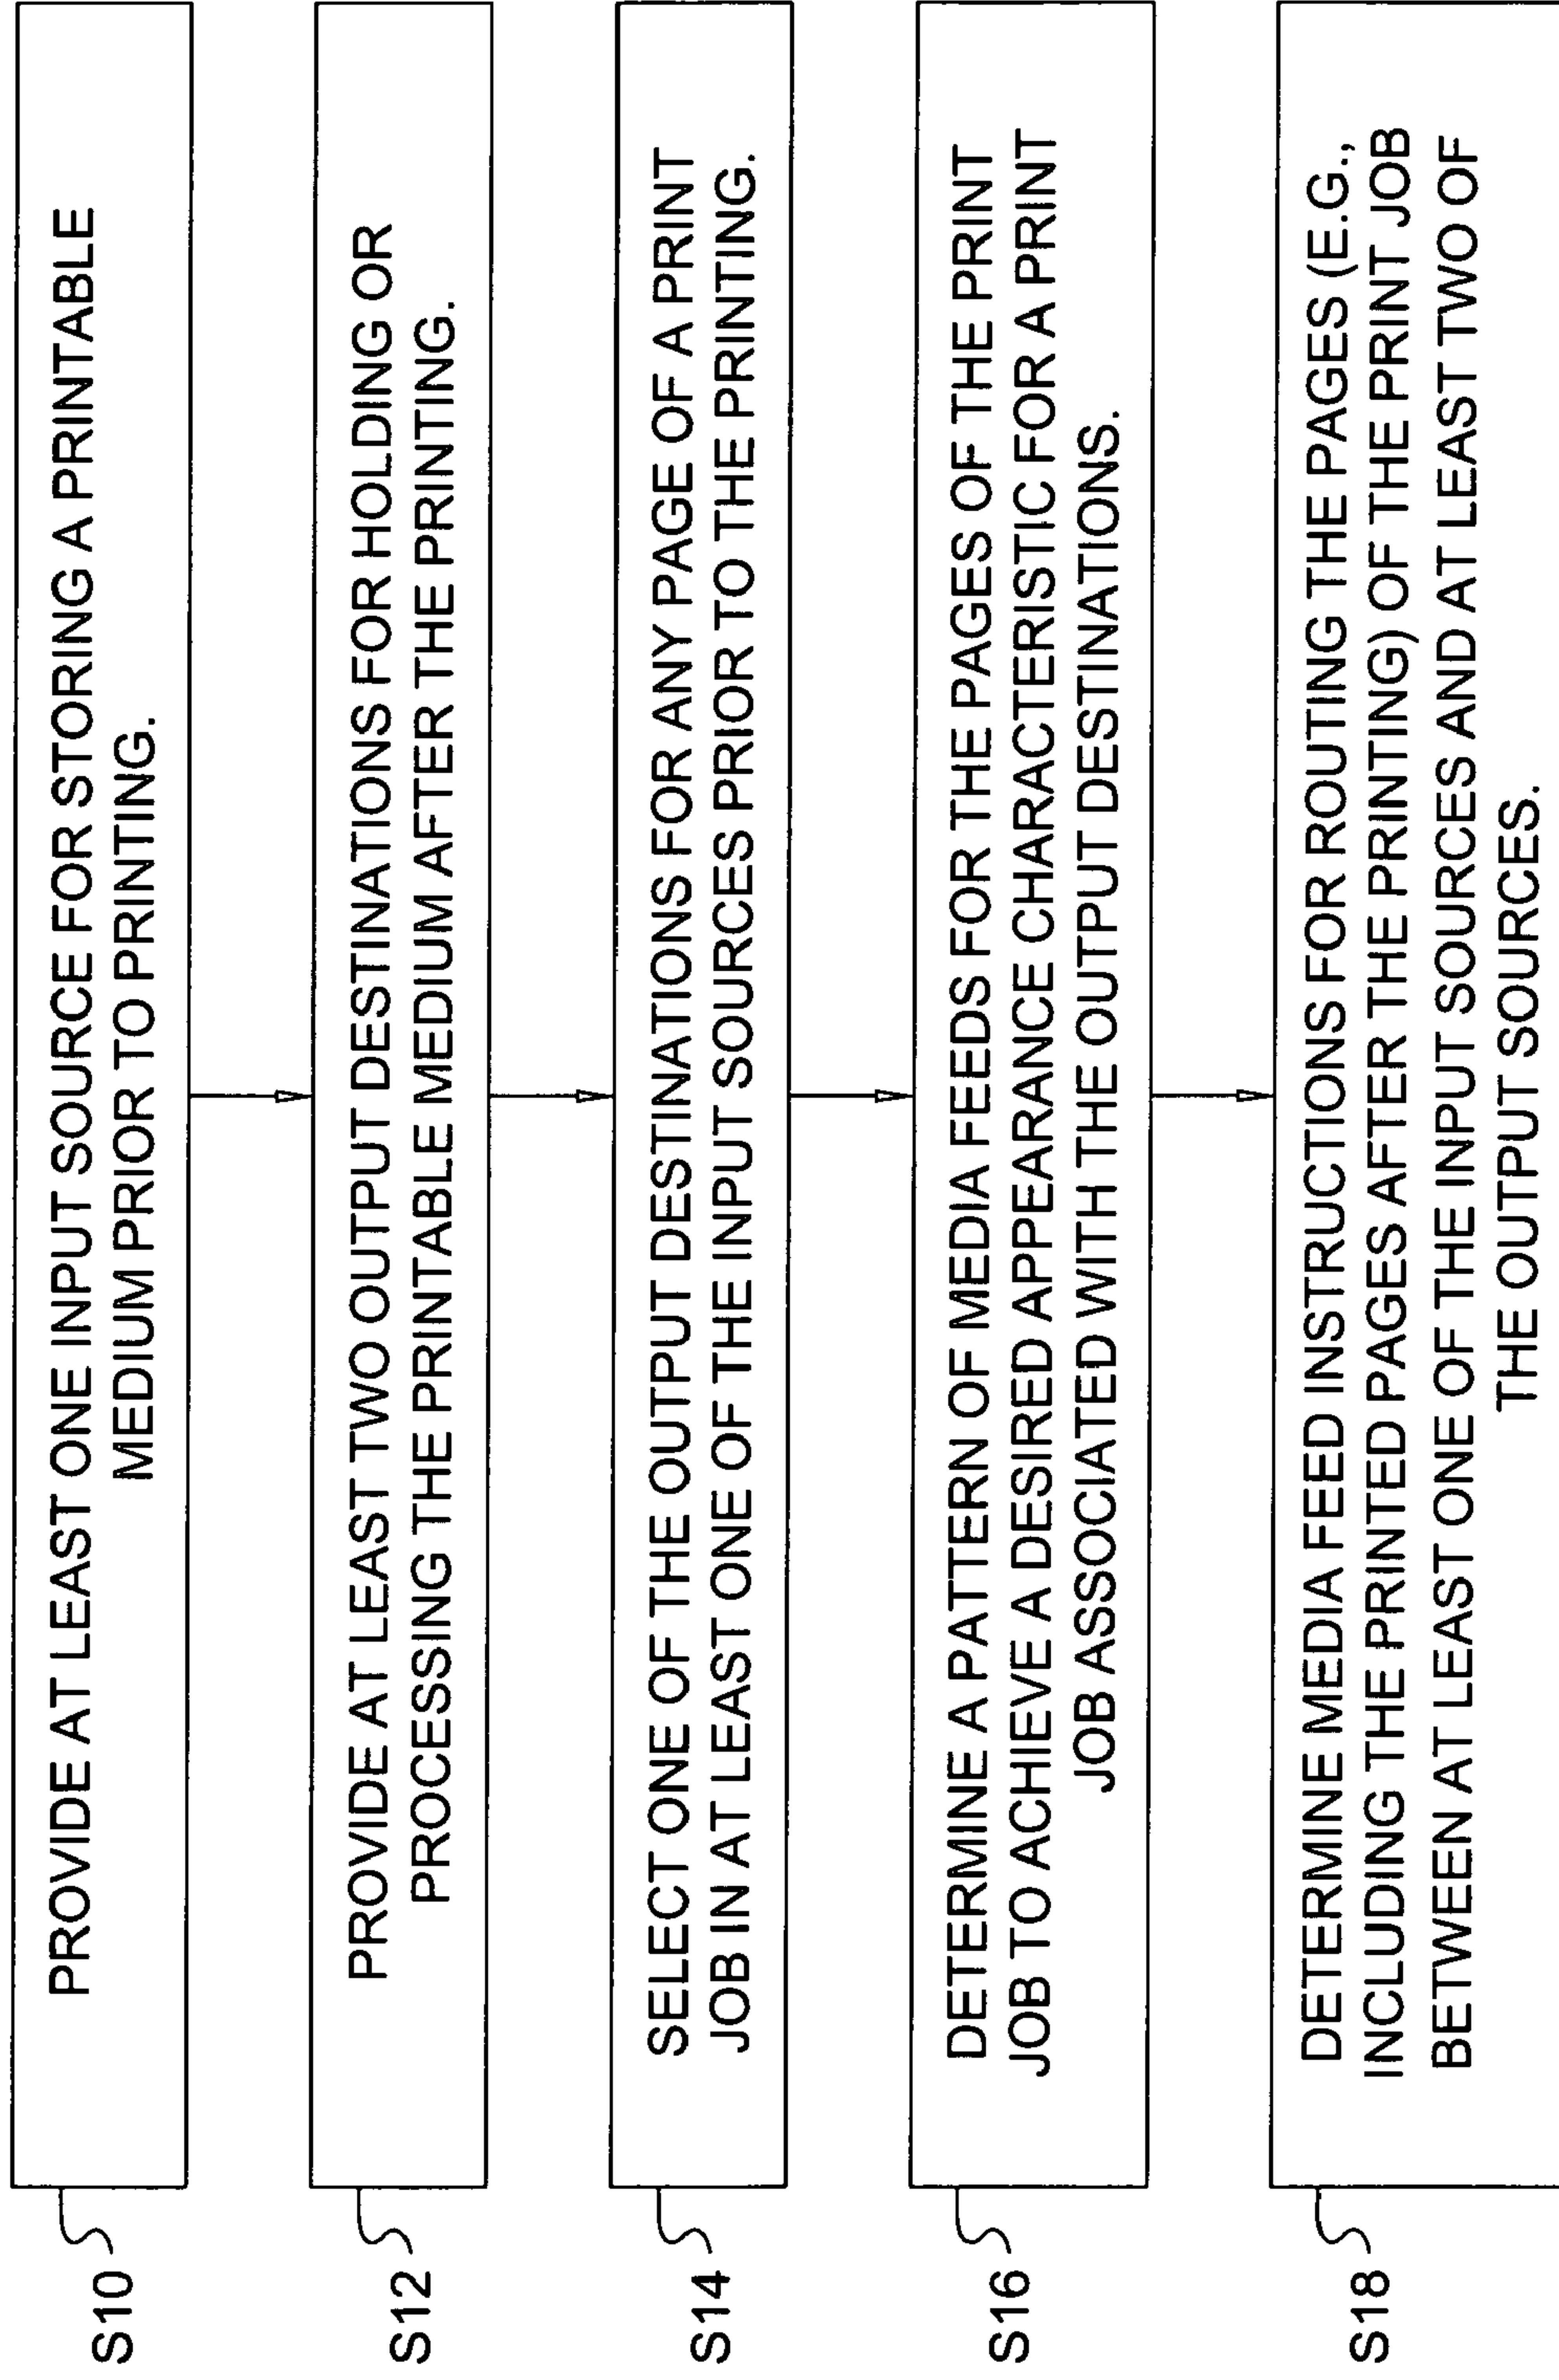 S10
PROVIDE AT LEAST ONE INPUT SOURCE FOR STORING A PRINTABLE
MEDIUM PRIOR TO PRINTING.
S12
PROVIDE AT LEAST TWO OUTPUT DESTINATIONS FOR HOLDING OR
PROCESSING THE PRINTABLE MEDIUM AFTER THE PRINTING.
S14
SELECT ONE OF THE OUTPUT DESTINATIONS FOR ANY PAGE OF A PRINT
JOB IN AT LEAST ONE OF THE INPUT SOURCES PRIOR TO THE PRINTING.
S16
DETERMINE A PATTERN OF MEDIA FEEDS FOR THE PAGES OF THE PRINT
JOB TO ACHIEVE A DESIRED APPEARANCE CHARACTERISTIC FOR A PRINT
JOB ASSOCIATED WITH THE OUTPUT DESTINATIONS.
S18
DETERMINE MEDIA FEED INSTRUCTIONS FOR ROUTING THE PAGES (E.G.,
INCLUDING THE PRINTED PAGES AFTER THE PRINTING) OF THE PRINT JOB
BETWEEN AT LEAST ONE OF THE INPUT SOURCES AND AT LEAST TWO OF
THE OUTPUT SOURCES.